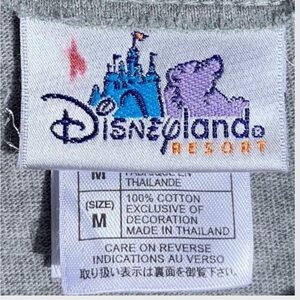 Disneyland®
RESORT
M
FABRIQUÉ EN
THAILANDE
(SIZE)
M
100% COTTON
EXCLUSIVE OF
DECORATION
MADE IN THAILAND
CARE ON REVERSE
INDICATIONS AU VERSO
取り扱い表示は裏面を御覧下さい